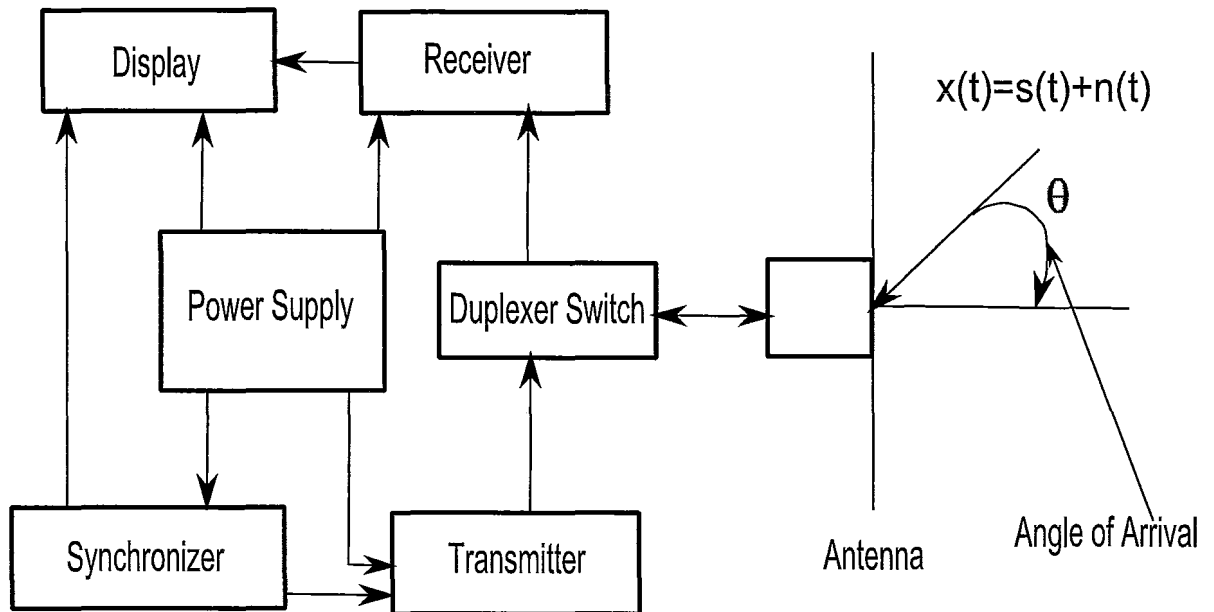 Display
Receiver
x(t)=s(t)+n(t)
θ
Power Supply
Duplexer Switch
Synchronizer
Transmitter
Antenna
Angle of Arrival